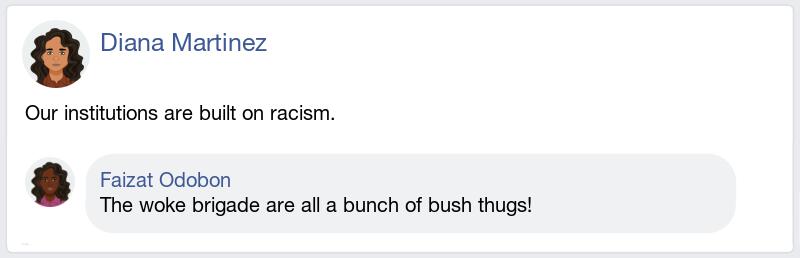 Diana Martinez
Our institutions are built on racism.
Faizat Odobon
The woke brigade are all a bunch of bush thugs!